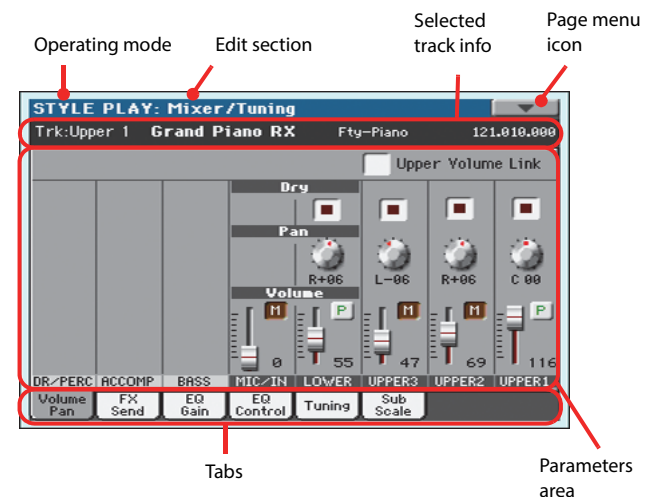 Operating mode
Edit section
Selected
track info
Page menu
icon
STYLE PLAY: Mixer/Tuning
Trk:Upper 1 Grand Piano RX Fty-Piano 121.010.000
Upper Volume Link
Dry
Pan
R+06 L-06 R+06 C 00
Volume
M P M M P
0 55 47 69 116
DR/PERC ACCOMP BASS MIC/IN LOWER UPPER3 UPPER2 UPPER1
Volume
Pan
FX
Send
EQ
Gain
EQ
Control
Tuning
Sub
Scale
Tabs
Parameters
area